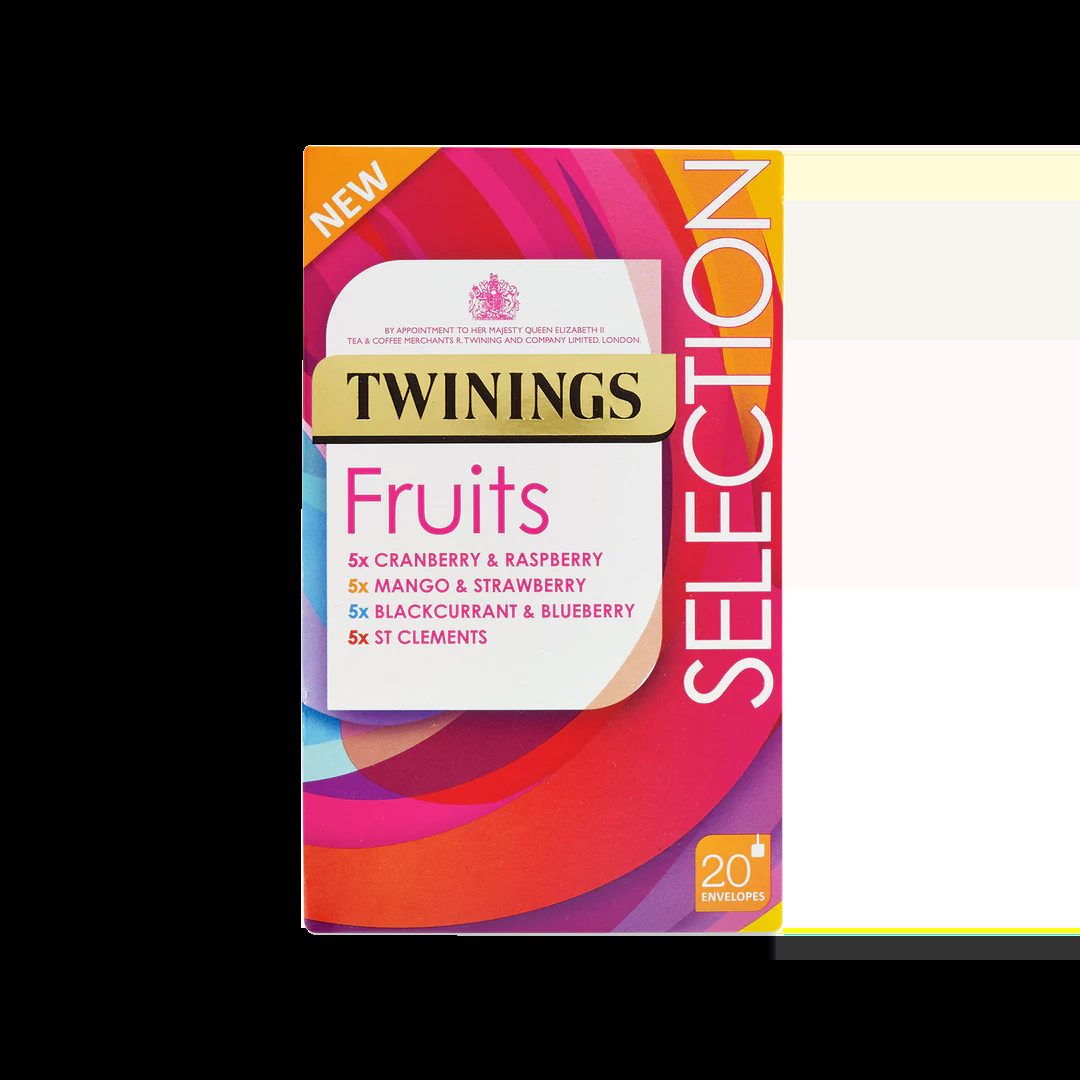 NEW
BY APPOINTMENT TO HER MAJESTY QUEEN ELIZABETH II
TEA & COFFEE MERCHANTS R. TWINING AND COMPANY LIMITED. LONDON.
TWININGS
Fruits
5x CRANBERRY & RASPBERRY
5x MANGO & STRAWBERRY
5x BLACKCURRANT & BLUEBERRY
5x ST CLEMENTS
SELECTION
20
ENVELOPES